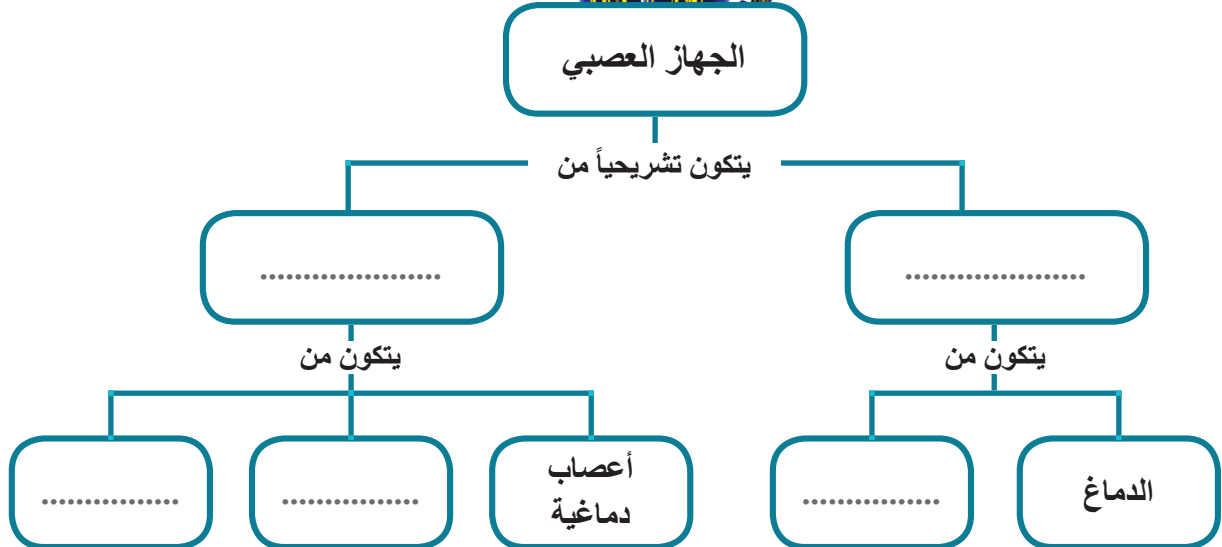 الجهاز العصبي
يتكون تشريحياً من
.....................
.....................
يتكون من
يتكون من
الدماغ
................
أعصاب
دماغية
................
................